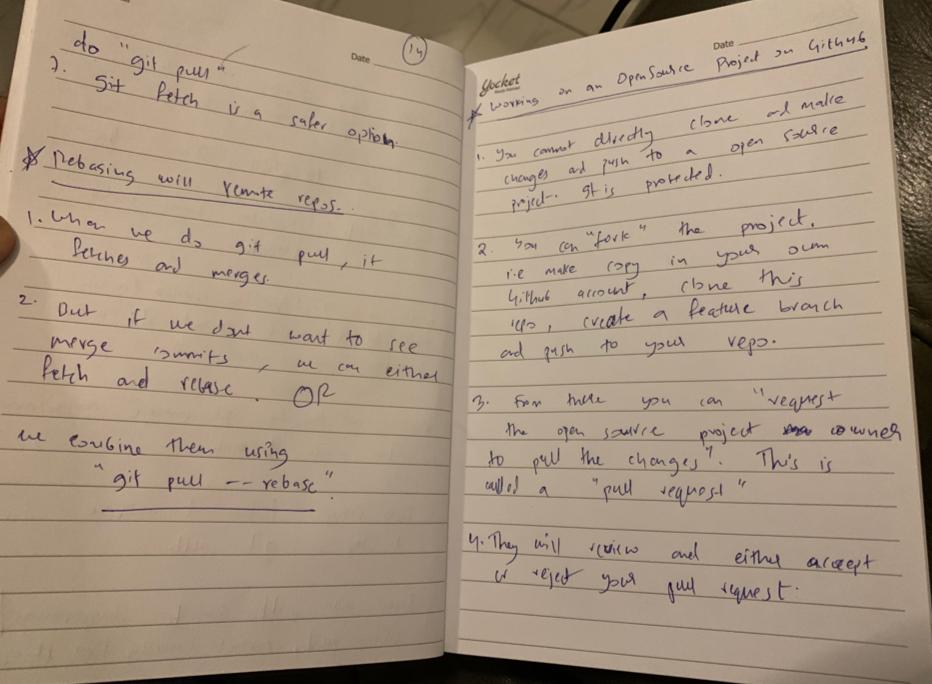 Date
14
do "git pull"
7. Git fetch is a safer option
* Rebasing will remote repos.
1. When we do git pull, it
fetches and merges.
2. But if we dont want to see
merge commits, we can either
fetch and rebase. OR
we combine them using
"git pull -- rebase".
Yocket
Date
* Working on an OpenSource Project on Github
1. You cannot directly clone and make
changes and push to a open source
project. It is protected.
2. You can "fork" the project.
i.e make copy in your own
Github account, clone this
repo, create a feature branch
and push to your repo.
3. From there you can "request
the open source project owner
to pull the changes". This is
called a "pull request"
4. They will review and either accept
or reject your pull request.